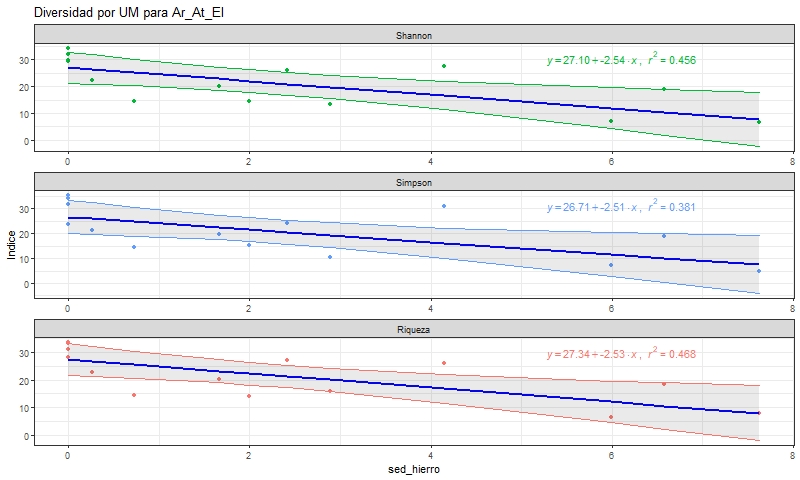 Diversidad por UM para Ar_At_El
Shannon
y = 27.10 + -2.54 · x , r² = 0.456
30
20
10
0
0 2 4 6 8
Simpson
y = 26.71 + -2.51 · x , r² = 0.381
30
20
10
0
0 2 4 6 8
Indice
Riqueza
y = 27.34 + -2.53 · x , r² = 0.468
30
20
10
0
0 2 4 6 8
sed_hierro